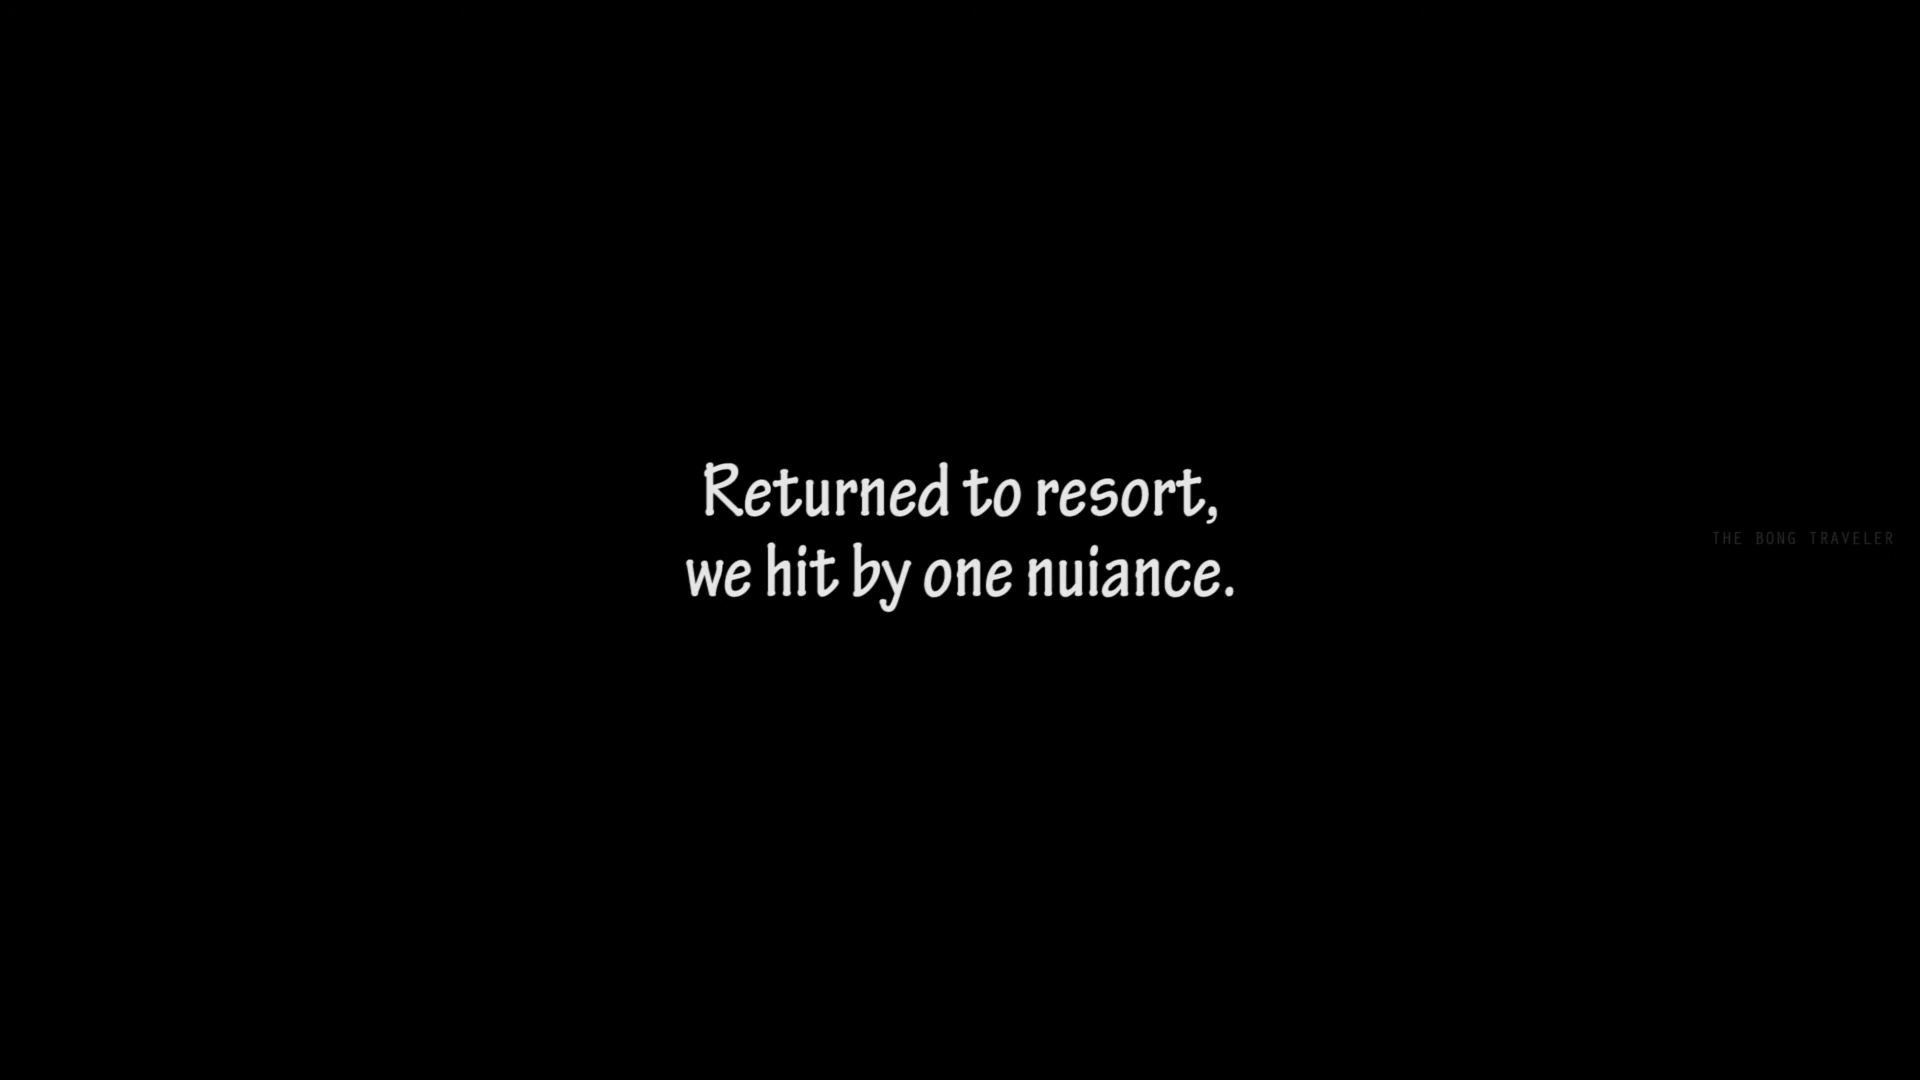 Returned to resort,
we hit by one nuiance.
THE BONG TRAVELER